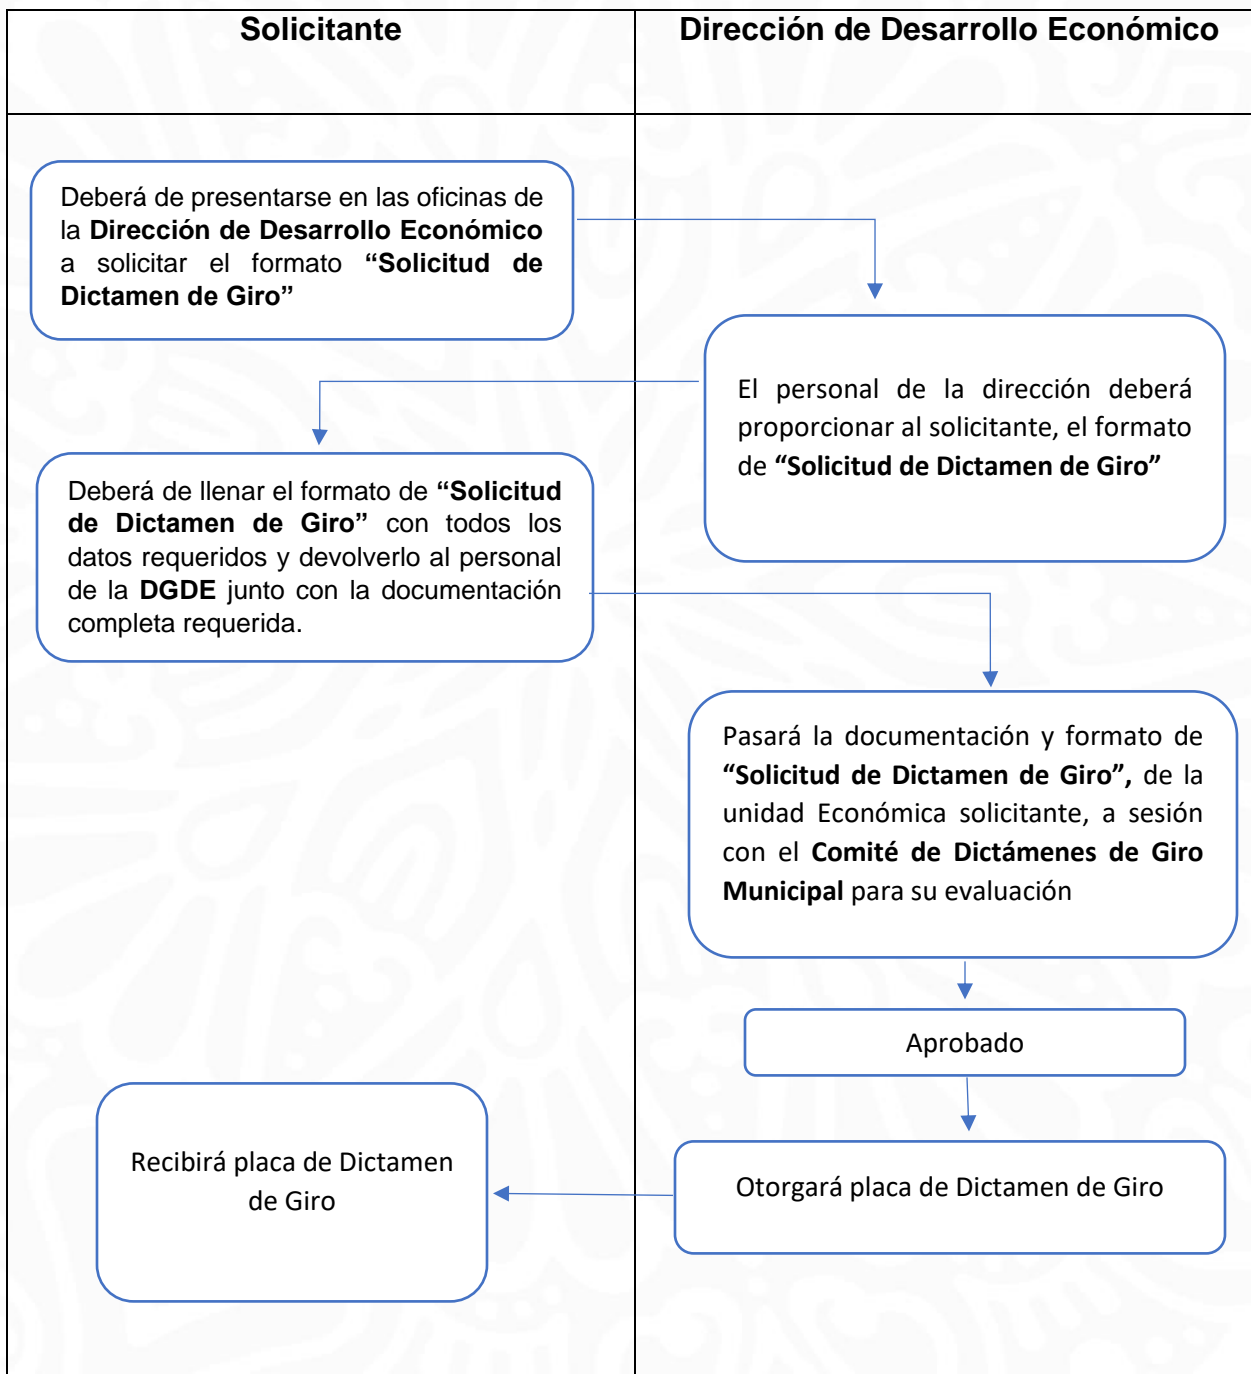 Solicitante
Dirección de Desarrollo Económico
Deberá de presentarse en las oficinas de
la Dirección de Desarrollo Económico
a solicitar el formato “Solicitud de
Dictamen de Giro”
El personal de la dirección deberá
proporcionar al solicitante, el formato
de “Solicitud de Dictamen de Giro”
Deberá de llenar el formato de “Solicitud
de Dictamen de Giro” con todos los
datos requeridos y devolverlo al personal
de la DGDE junto con la documentación
completa requerida.
Pasará la documentación y formato de
“Solicitud de Dictamen de Giro”, de la
unidad Económica solicitante, a sesión
con el Comité de Dictámenes de Giro
Municipal para su evaluación
Aprobado
Otorgará placa de Dictamen de Giro
Recibirá placa de Dictamen
de Giro